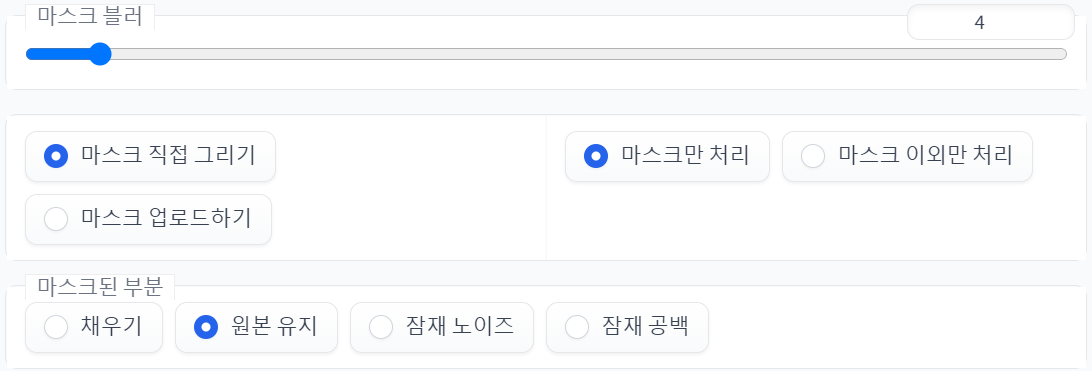 마스크 블러
4
마스크 직접 그리기
마스크 업로드하기
마스크만 처리
마스크 이외만 처리
마스크된 부분
채우기
원본 유지
잠재 노이즈
잠재 공백